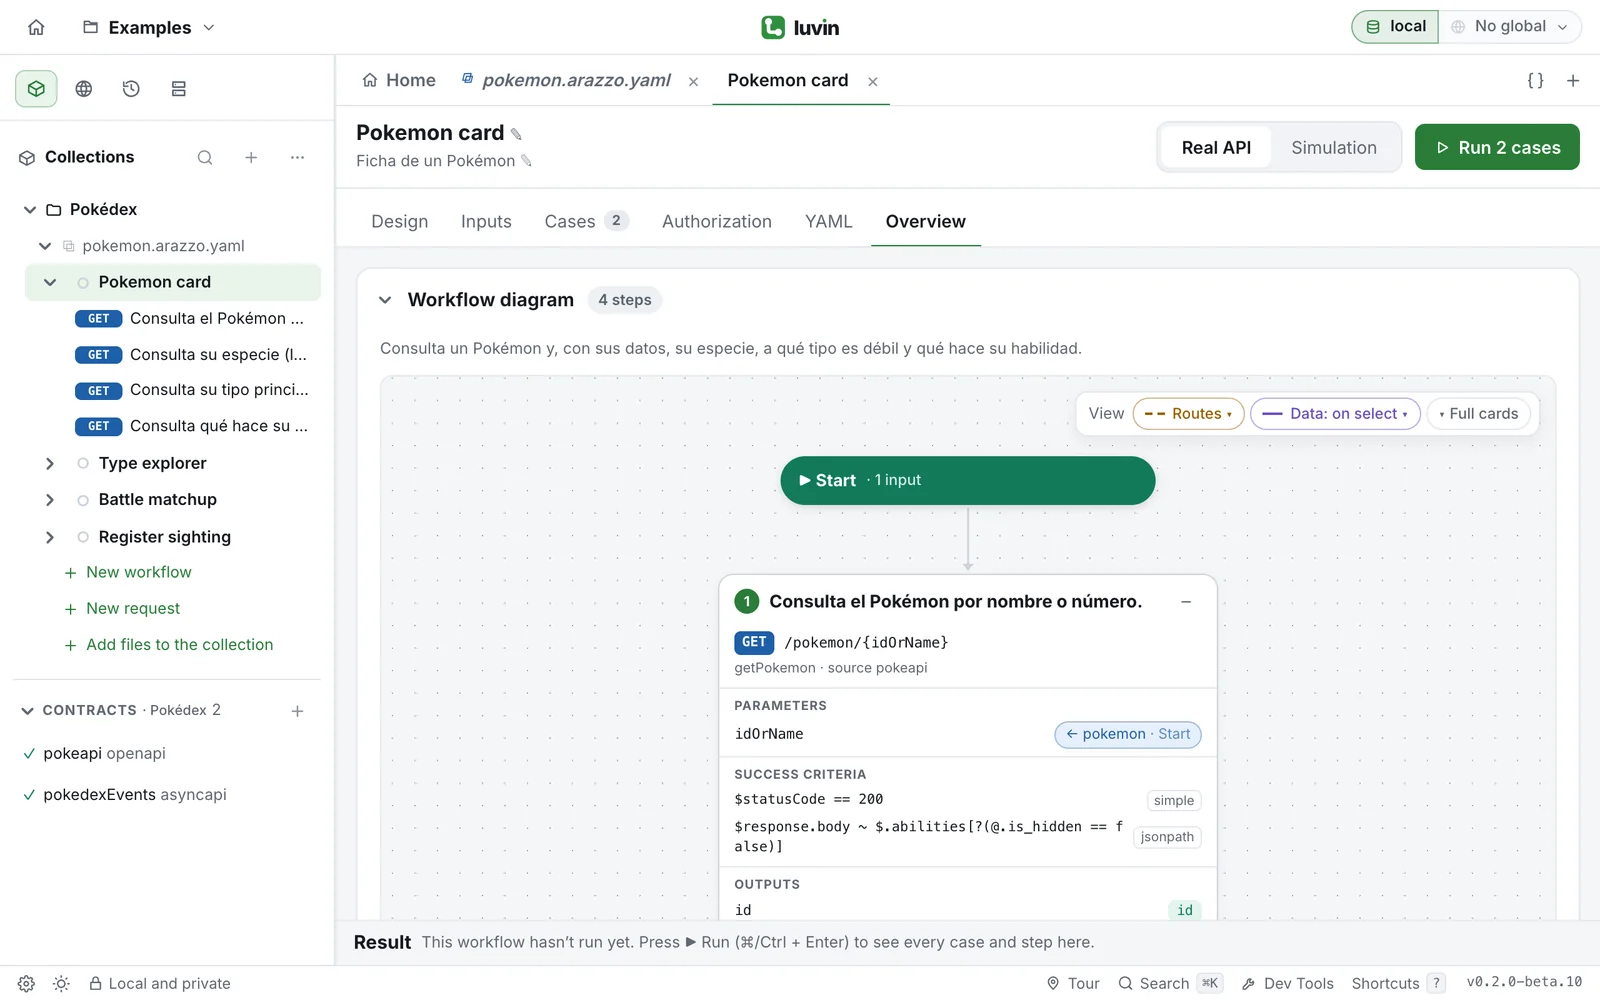 Examples
luvin
local
No global
Home
pokemon.arazzo.yaml
Pokemon card
{ }
Collections
Pokédex
pokemon.arazzo.yaml
Pokemon card
GET Consulta el Pokémon ...
GET Consulta su especie (l...
GET Consulta su tipo princi...
GET Consulta qué hace su ...
Type explorer
Battle matchup
Register sighting
+ New workflow
+ New request
+ Add files to the collection
CONTRACTS · Pokédex 2
pokeapi openapi
pokedexEvents asyncapi
Pokemon card
Ficha de un Pokémon
Real API
Simulation
Run 2 cases
Design
Inputs
Cases 2
Authorization
YAML
Overview
Workflow diagram 4 steps
Consulta un Pokémon y, con sus datos, su especie, a qué tipo es débil y qué hace su habilidad.
View
Routes
Data: on select
Full cards
Start · 1 input
1 Consulta el Pokémon por nombre o número.
GET /pokemon/{idOrName}
getPokemon · source pokeapi
PARAMETERS
idOrName
← pokemon · Start
SUCCESS CRITERIA
$statusCode == 200
simple
$response.body ~ $.abilities[?(@.is_hidden == f
alse)]
jsonpath
OUTPUTS
id
id
Result This workflow hasn’t run yet. Press ▶ Run (⌘/Ctrl + Enter) to see every case and step here.
Local and private
Tour
Search ⌘K
Dev Tools
Shortcuts ?
v0.2.0-beta.10